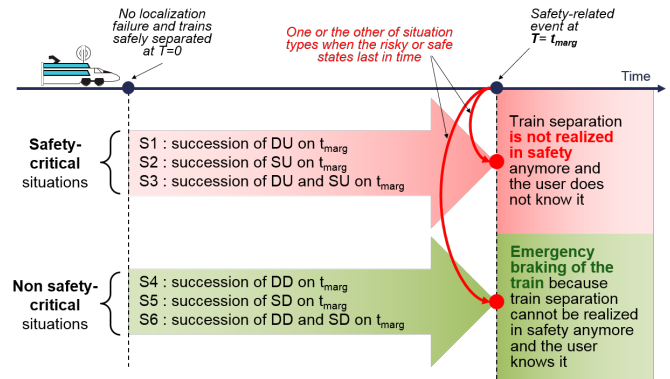 No localization
failure and trains
safely separated
at T=0
One or the other of situation
types when the risky or safe
states last in time
Safety-related
event at
T= tmarg
Time
Safety-
critical
situations
S1 : succession of DU on tmarg
S2 : succession of SU on tmarg
S3 : succession of DU and SU on tmarg
Train separation
is not realized
in safety
anymore and
the user does
not know it
Non safety-
critical
situations
S4 : succession of DD on tmarg
S5 : succession of SD on tmarg
S6 : succession of DD and SD on tmarg
Emergency
braking of the
train because
train separation
cannot be realized
in safety anymore
and the user
knows it